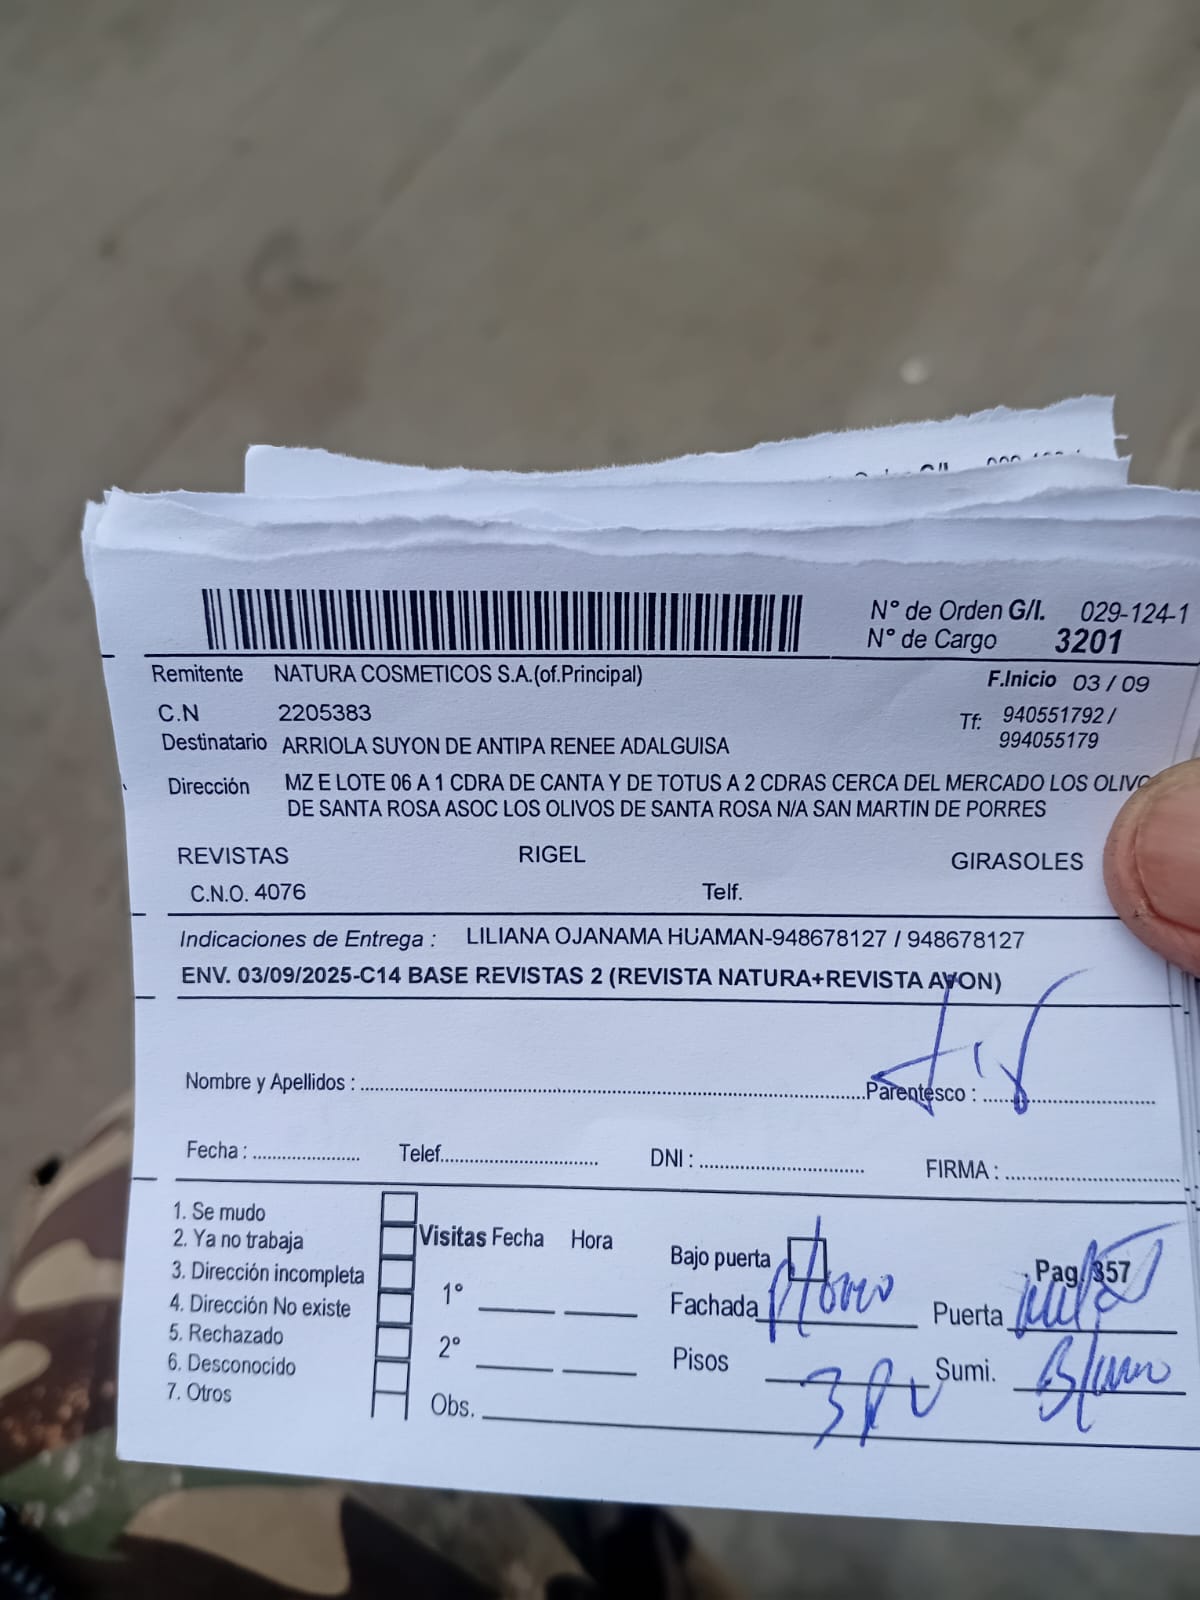 N° de Orden G/I. 029-124-1
N° de Cargo 3201
Remitente NATURA COSMETICOS S.A.(of.Principal)
F.Inicio 03 / 09
C.N 2205383
Tf: 940551792 /
994055179
Destinatario ARRIOLA SUYON DE ANTIPA RENEE ADALGUISA
Dirección MZ E LOTE 06 A 1 CDRA DE CANTA Y DE TOTUS A 2 CDRAS CERCA DEL MERCADO LOS OLIVO
DE SANTA ROSA ASOC LOS OLIVOS DE SANTA ROSA N/A SAN MARTIN DE PORRES
REVISTAS RIGEL GIRASOLES
C.N.O. 4076 Telf.
Indicaciones de Entrega : LILIANA OJANAMA HUAMAN-948678127 / 948678127
ENV. 03/09/2025-C14 BASE REVISTAS 2 (REVISTA NATURA+REVISTA AVON)
Nombre y Apellidos : Parentesco :
Fecha : Telef. DNI : FIRMA :
1. Se mudo
2. Ya no trabaja
3. Dirección incompleta
4. Dirección No existe
5. Rechazado
6. Desconocido
7. Otros
Visitas Fecha Hora
1°
2°
Obs.
Bajo puerta Pag. 357
Fachada Puerta
Pisos 3 Sumi.